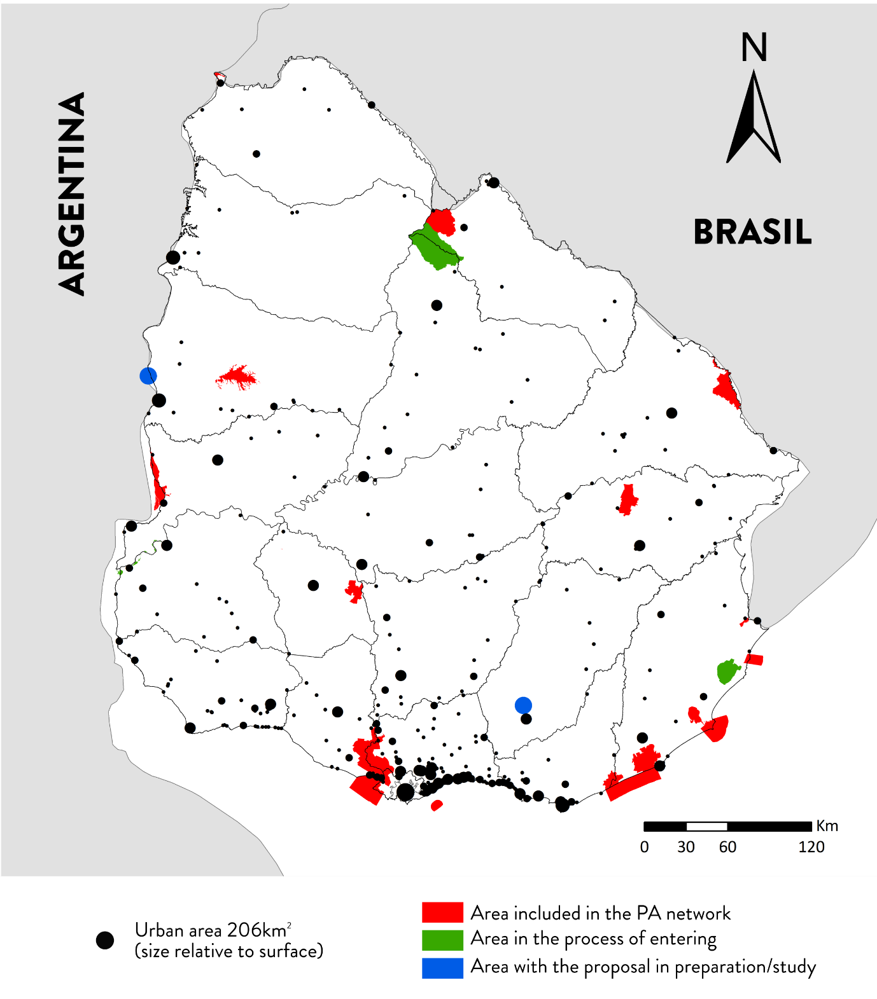 N
ARGENTINA
BRASIL
Km
0 30 60 120
Urban area 206km²
(size relative to surface)
Area included in the PA network
Area in the process of entering
Area with the proposal in preparation/study